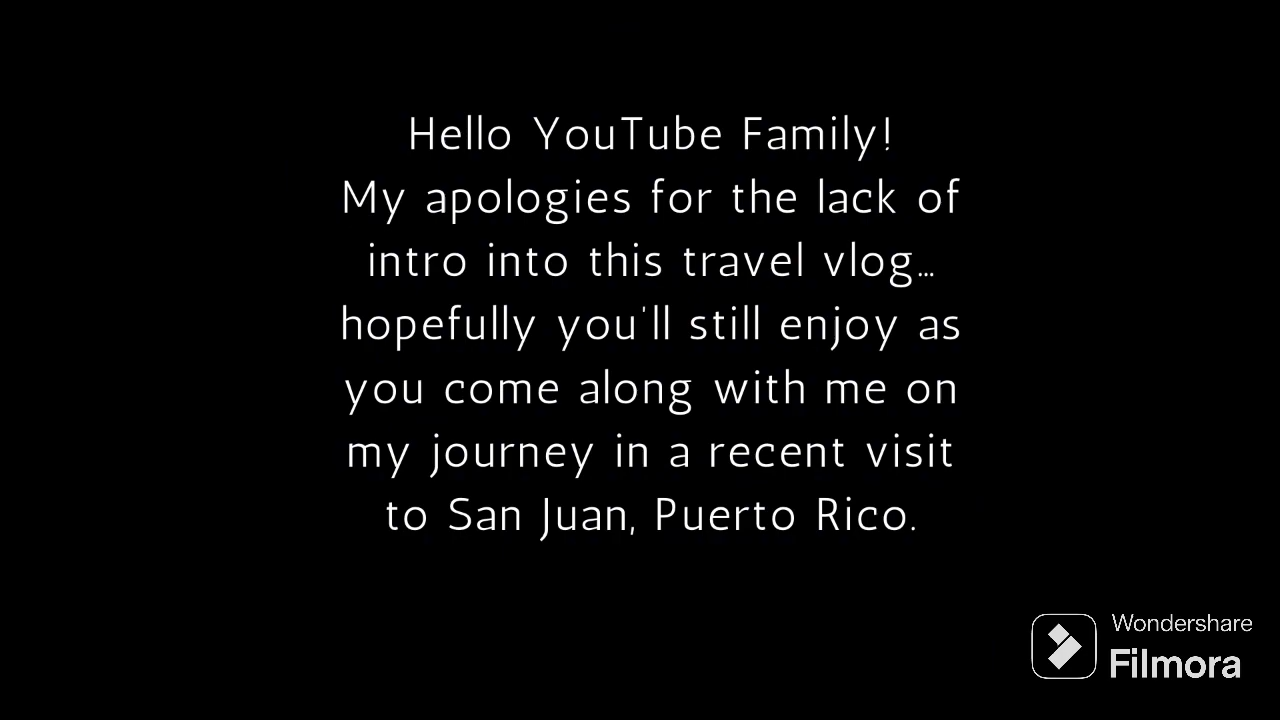 Hello YouTube Family!
My apologies for the lack of
intro into this travel vlog...
hopefully you'll still enjoy as
you come along with me on
my journey in a recent visit
to San Juan, Puerto Rico.
Wondershare
Filmora